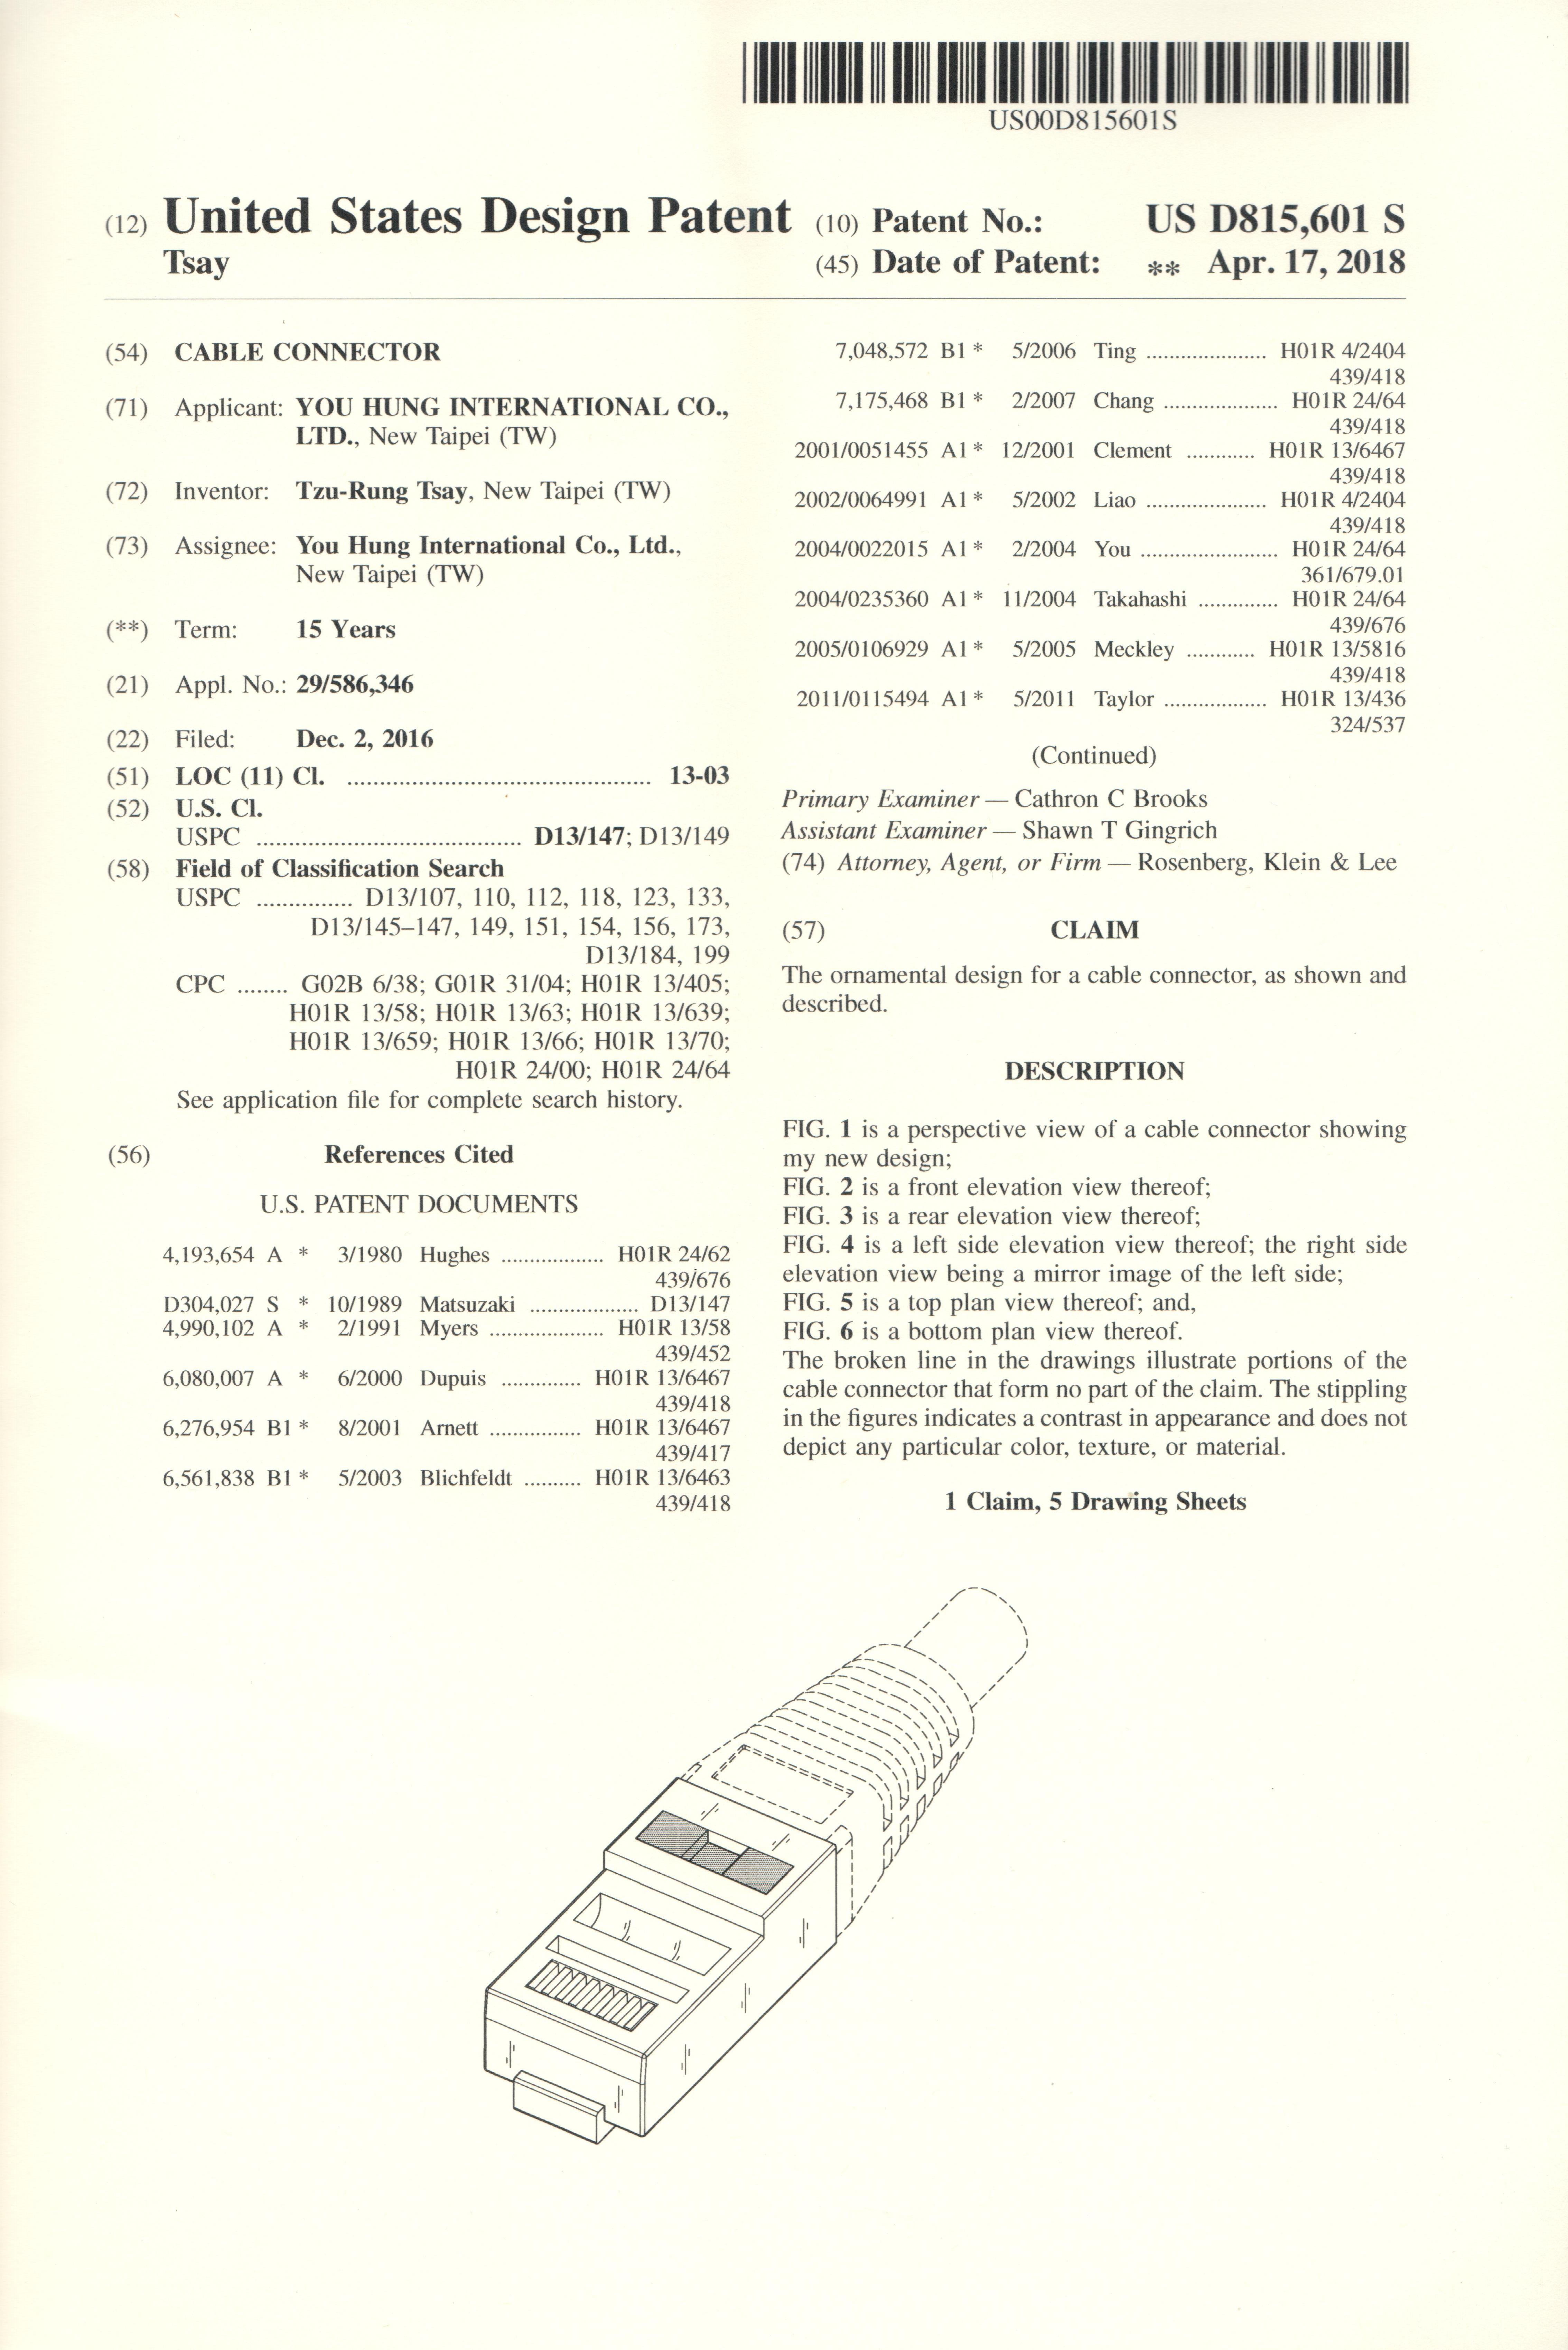 US00D815601S
(12) United States Design Patent
Tsay
(10) Patent No.: US D815,601 S
(45) Date of Patent: ** Apr. 17, 2018
(54) CABLE CONNECTOR
(71) Applicant: YOU HUNG INTERNATIONAL CO.,
LTD., New Taipei (TW)
(72) Inventor: Tzu-Rung Tsay, New Taipei (TW)
(73) Assignee: You Hung International Co., Ltd.,
New Taipei (TW)
(**) Term: 15 Years
(21) Appl. No.: 29/586,346
(22) Filed: Dec. 2, 2016
(51) LOC (11) Cl. ................................................ 13-03
(52) U.S. Cl.
USPC ......................................... D13/147; D13/149
(58) Field of Classification Search
USPC ............... D13/107, 110, 112, 118, 123, 133,
D13/145–147, 149, 151, 154, 156, 173,
D13/184, 199
CPC ........ G02B 6/38; G01R 31/04; H01R 13/405;
H01R 13/58; H01R 13/63; H01R 13/639;
H01R 13/659; H01R 13/66; H01R 13/70;
H01R 24/00; H01R 24/64
See application file for complete search history.
(56) References Cited
U.S. PATENT DOCUMENTS
4,193,654 A * 3/1980 Hughes .................. H01R 24/62
439/676
D304,027 S * 10/1989 Matsuzaki ................... D13/147
4,990,102 A * 2/1991 Myers .................... H01R 13/58
439/452
6,080,007 A * 6/2000 Dupuis .............. H01R 13/6467
439/418
6,276,954 B1 * 8/2001 Arnett ................ H01R 13/6467
439/417
6,561,838 B1 * 5/2003 Blichfeldt .......... H01R 13/6463
439/418
7,048,572 B1 * 5/2006 Ting ..................... H01R 4/2404
439/418
7,175,468 B1 * 2/2007 Chang .................... H01R 24/64
439/418
2001/0051455 A1 * 12/2001 Clement ............ H01R 13/6467
439/418
2002/0064991 A1 * 5/2002 Liao ..................... H01R 4/2404
439/418
2004/0022015 A1 * 2/2004 You ........................ H01R 24/64
361/679.01
2004/0235360 A1 * 11/2004 Takahashi .............. H01R 24/64
439/676
2005/0106929 A1 * 5/2005 Meckley ............ H01R 13/5816
439/418
2011/0115494 A1 * 5/2011 Taylor .................. H01R 13/436
324/537
(Continued)
Primary Examiner — Cathron C Brooks
Assistant Examiner — Shawn T Gingrich
(74) Attorney, Agent, or Firm — Rosenberg, Klein & Lee
(57) CLAIM
The ornamental design for a cable connector, as shown and
described.
DESCRIPTION
FIG. 1 is a perspective view of a cable connector showing
my new design;
FIG. 2 is a front elevation view thereof;
FIG. 3 is a rear elevation view thereof;
FIG. 4 is a left side elevation view thereof; the right side
elevation view being a mirror image of the left side;
FIG. 5 is a top plan view thereof; and,
FIG. 6 is a bottom plan view thereof.
The broken line in the drawings illustrate portions of the
cable connector that form no part of the claim. The stippling
in the figures indicates a contrast in appearance and does not
depict any particular color, texture, or material.
1 Claim, 5 Drawing Sheets